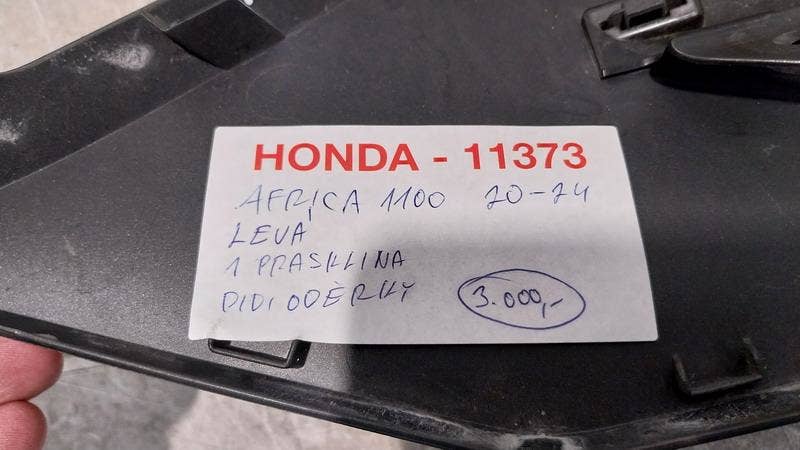 HONDA - 11373
AFRICA 1100 20-24
LEVÁ
1 PRASKLINA
DIDI ODĚRKY 3.000,-